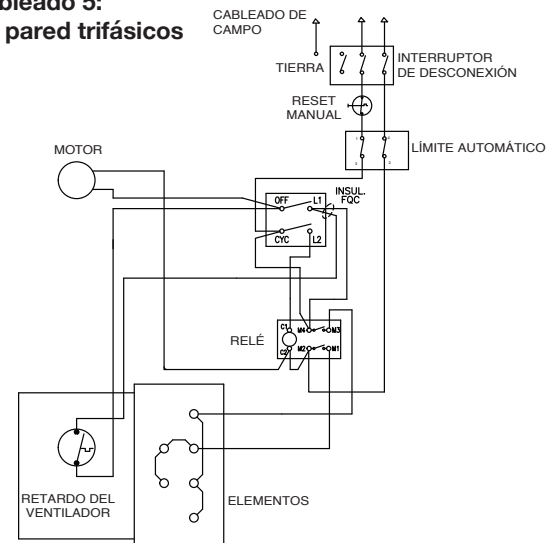 bleado 5:
pared trifásicos
CABLEADO DE
CAMPO
TIERRA
INTERRUPTOR
DE DESCONEXIÓN
RESET
MANUAL
LÍMITE AUTOMÁTICO
MOTOR
INSUL.
FQC
OFF
L1
CYC
L2
RELÉ
C1
M4
M3
C2
M2
M1
RETARDO DEL
VENTILADOR
ELEMENTOS